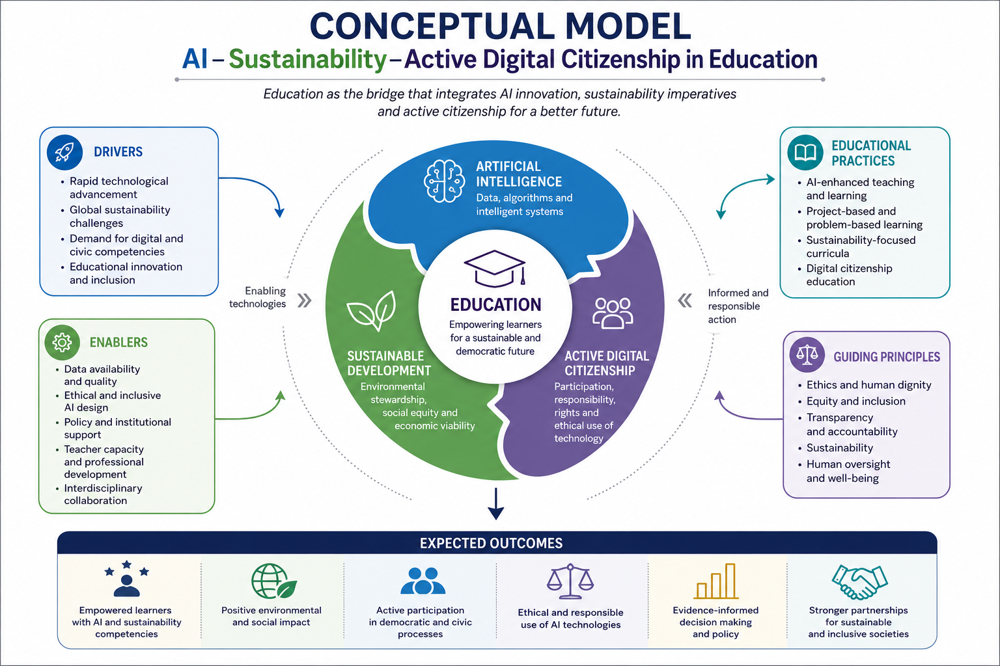 CONCEPTUAL MODEL
AI – Sustainability – Active Digital Citizenship in Education
Education as the bridge that integrates AI innovation, sustainability imperatives
and active citizenship for a better future.
DRIVERS
• Rapid technological
advancement
• Global sustainability
challenges
• Demand for digital and
civic competencies
• Educational innovation
and inclusion
ENABLERS
• Data availability
and quality
• Ethical and inclusive
AI design
• Policy and institutional
support
• Teacher capacity
and professional
development
• Interdisciplinary
collaboration
Enabling
technologies
ARTIFICIAL
INTELLIGENCE
Data, algorithms and
intelligent systems
EDUCATION
Empowering learners
for a sustainable and
democratic future
SUSTAINABLE
DEVELOPMENT
Environmental
stewardship,
social equity and
economic viability
ACTIVE DIGITAL
CITIZENSHIP
Participation,
responsibility,
rights and
ethical use of
technology
Informed and
responsible
action
EDUCATIONAL
PRACTICES
• AI-enhanced teaching
and learning
• Project-based and
problem-based learning
• Sustainability-focused
curricula
• Digital citizenship
education
GUIDING PRINCIPLES
• Ethics and human dignity
• Equity and inclusion
• Transparency
and accountability
• Sustainability
• Human oversight
and well-being
EXPECTED OUTCOMES
Empowered learners
with AI and sustainability
competencies
Positive environmental
and social impact
Active participation
in democratic and civic
processes
Ethical and responsible
use of AI technologies
Evidence-informed
decision making
and policy
Stronger partnerships
for sustainable
and inclusive societies